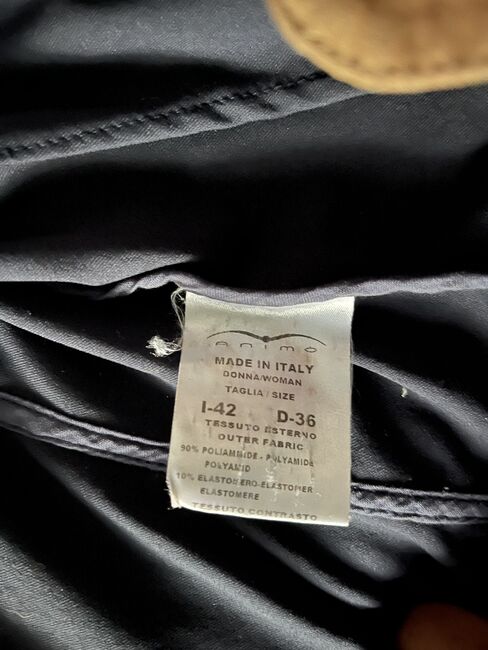 animo
MADE IN ITALY
DONNA/WOMAN
TAGLIA / SIZE
I-42 D-36
TESSUTO ESTERNO
OUTER FABRIC
90% POLIAMMIDE - POLYAMIDE
POLYAMID
10% ELASTOMERO-ELASTOMER
ELASTOMERE
TESSUTO CONTRASTO